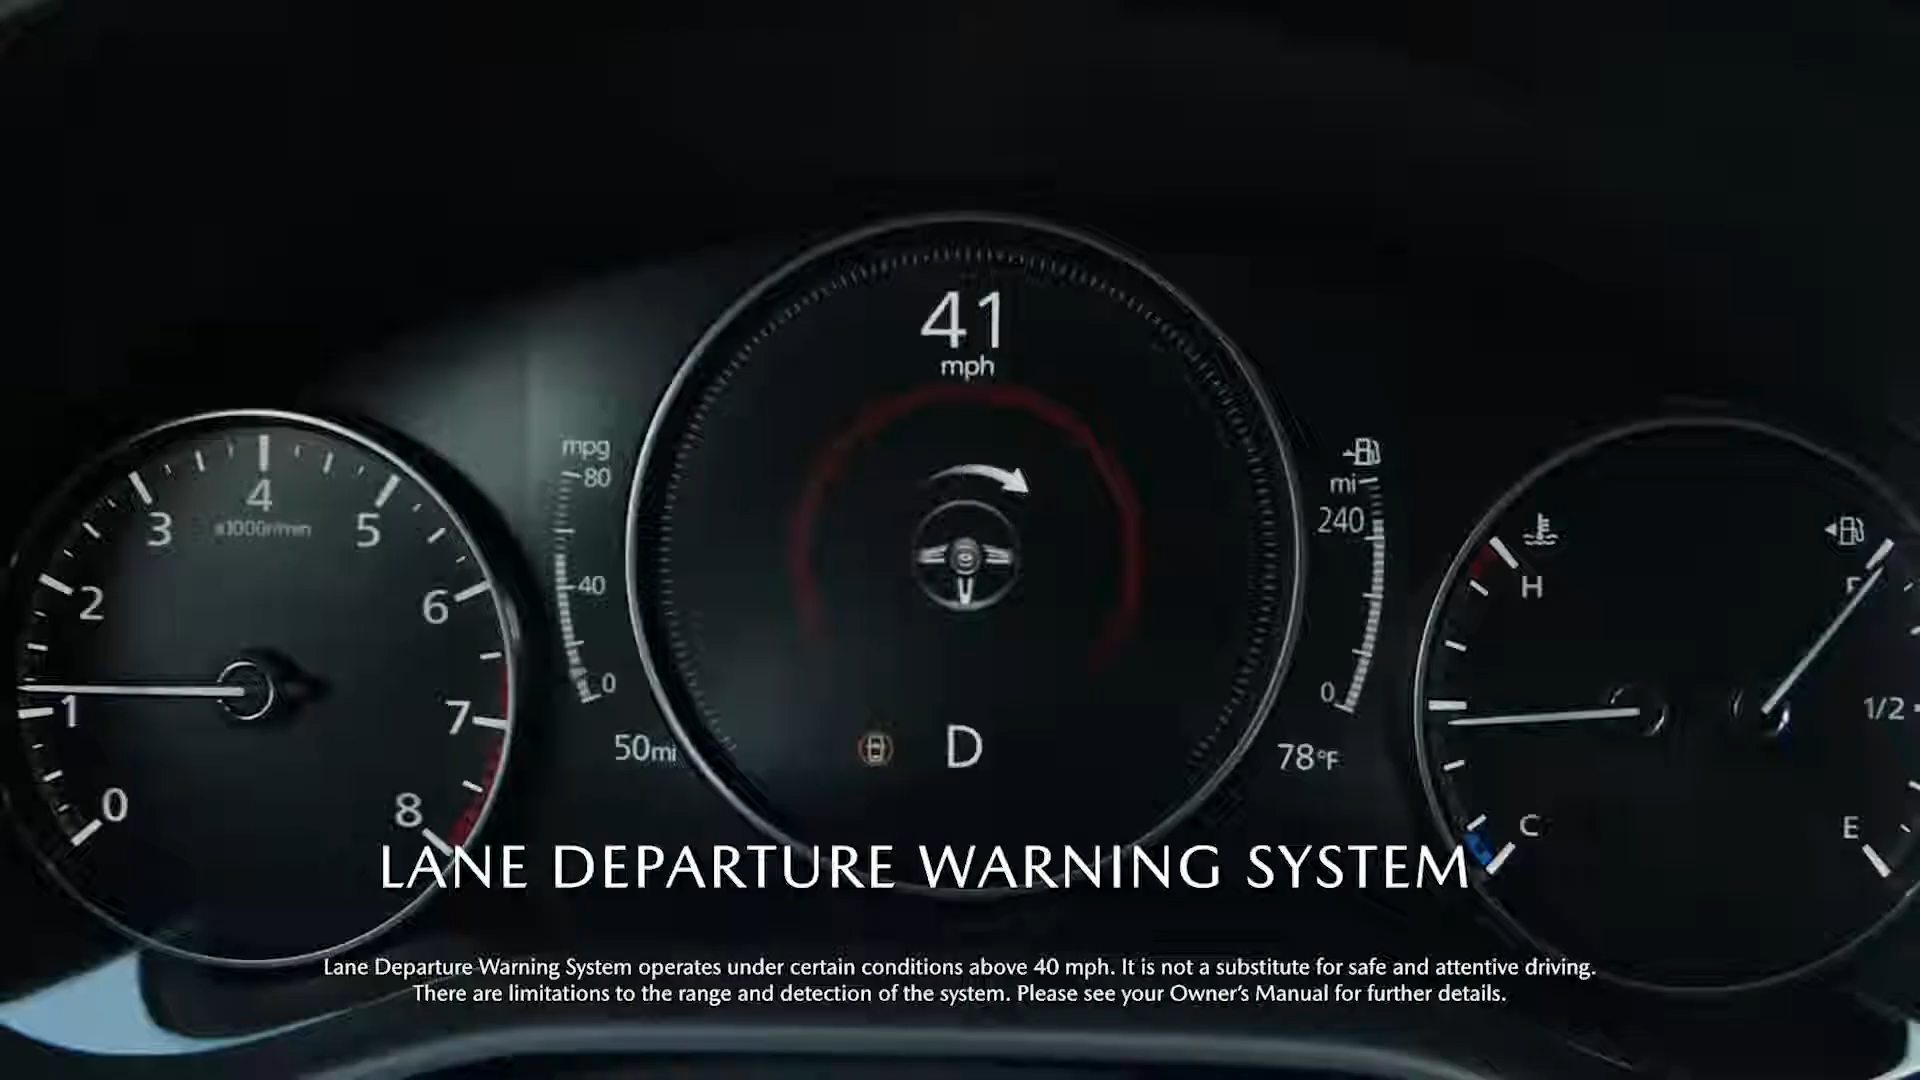 41
mph
mpg
80
40
0
50mi
mi
240
0
78°F
D
4
x1000r/min
3
5
2
6
1
7
0
8
H
F
1/2
C
E
LANE DEPARTURE WARNING SYSTEM
Lane Departure Warning System operates under certain conditions above 40 mph. It is not a substitute for safe and attentive driving.
There are limitations to the range and detection of the system. Please see your Owner's Manual for further details.